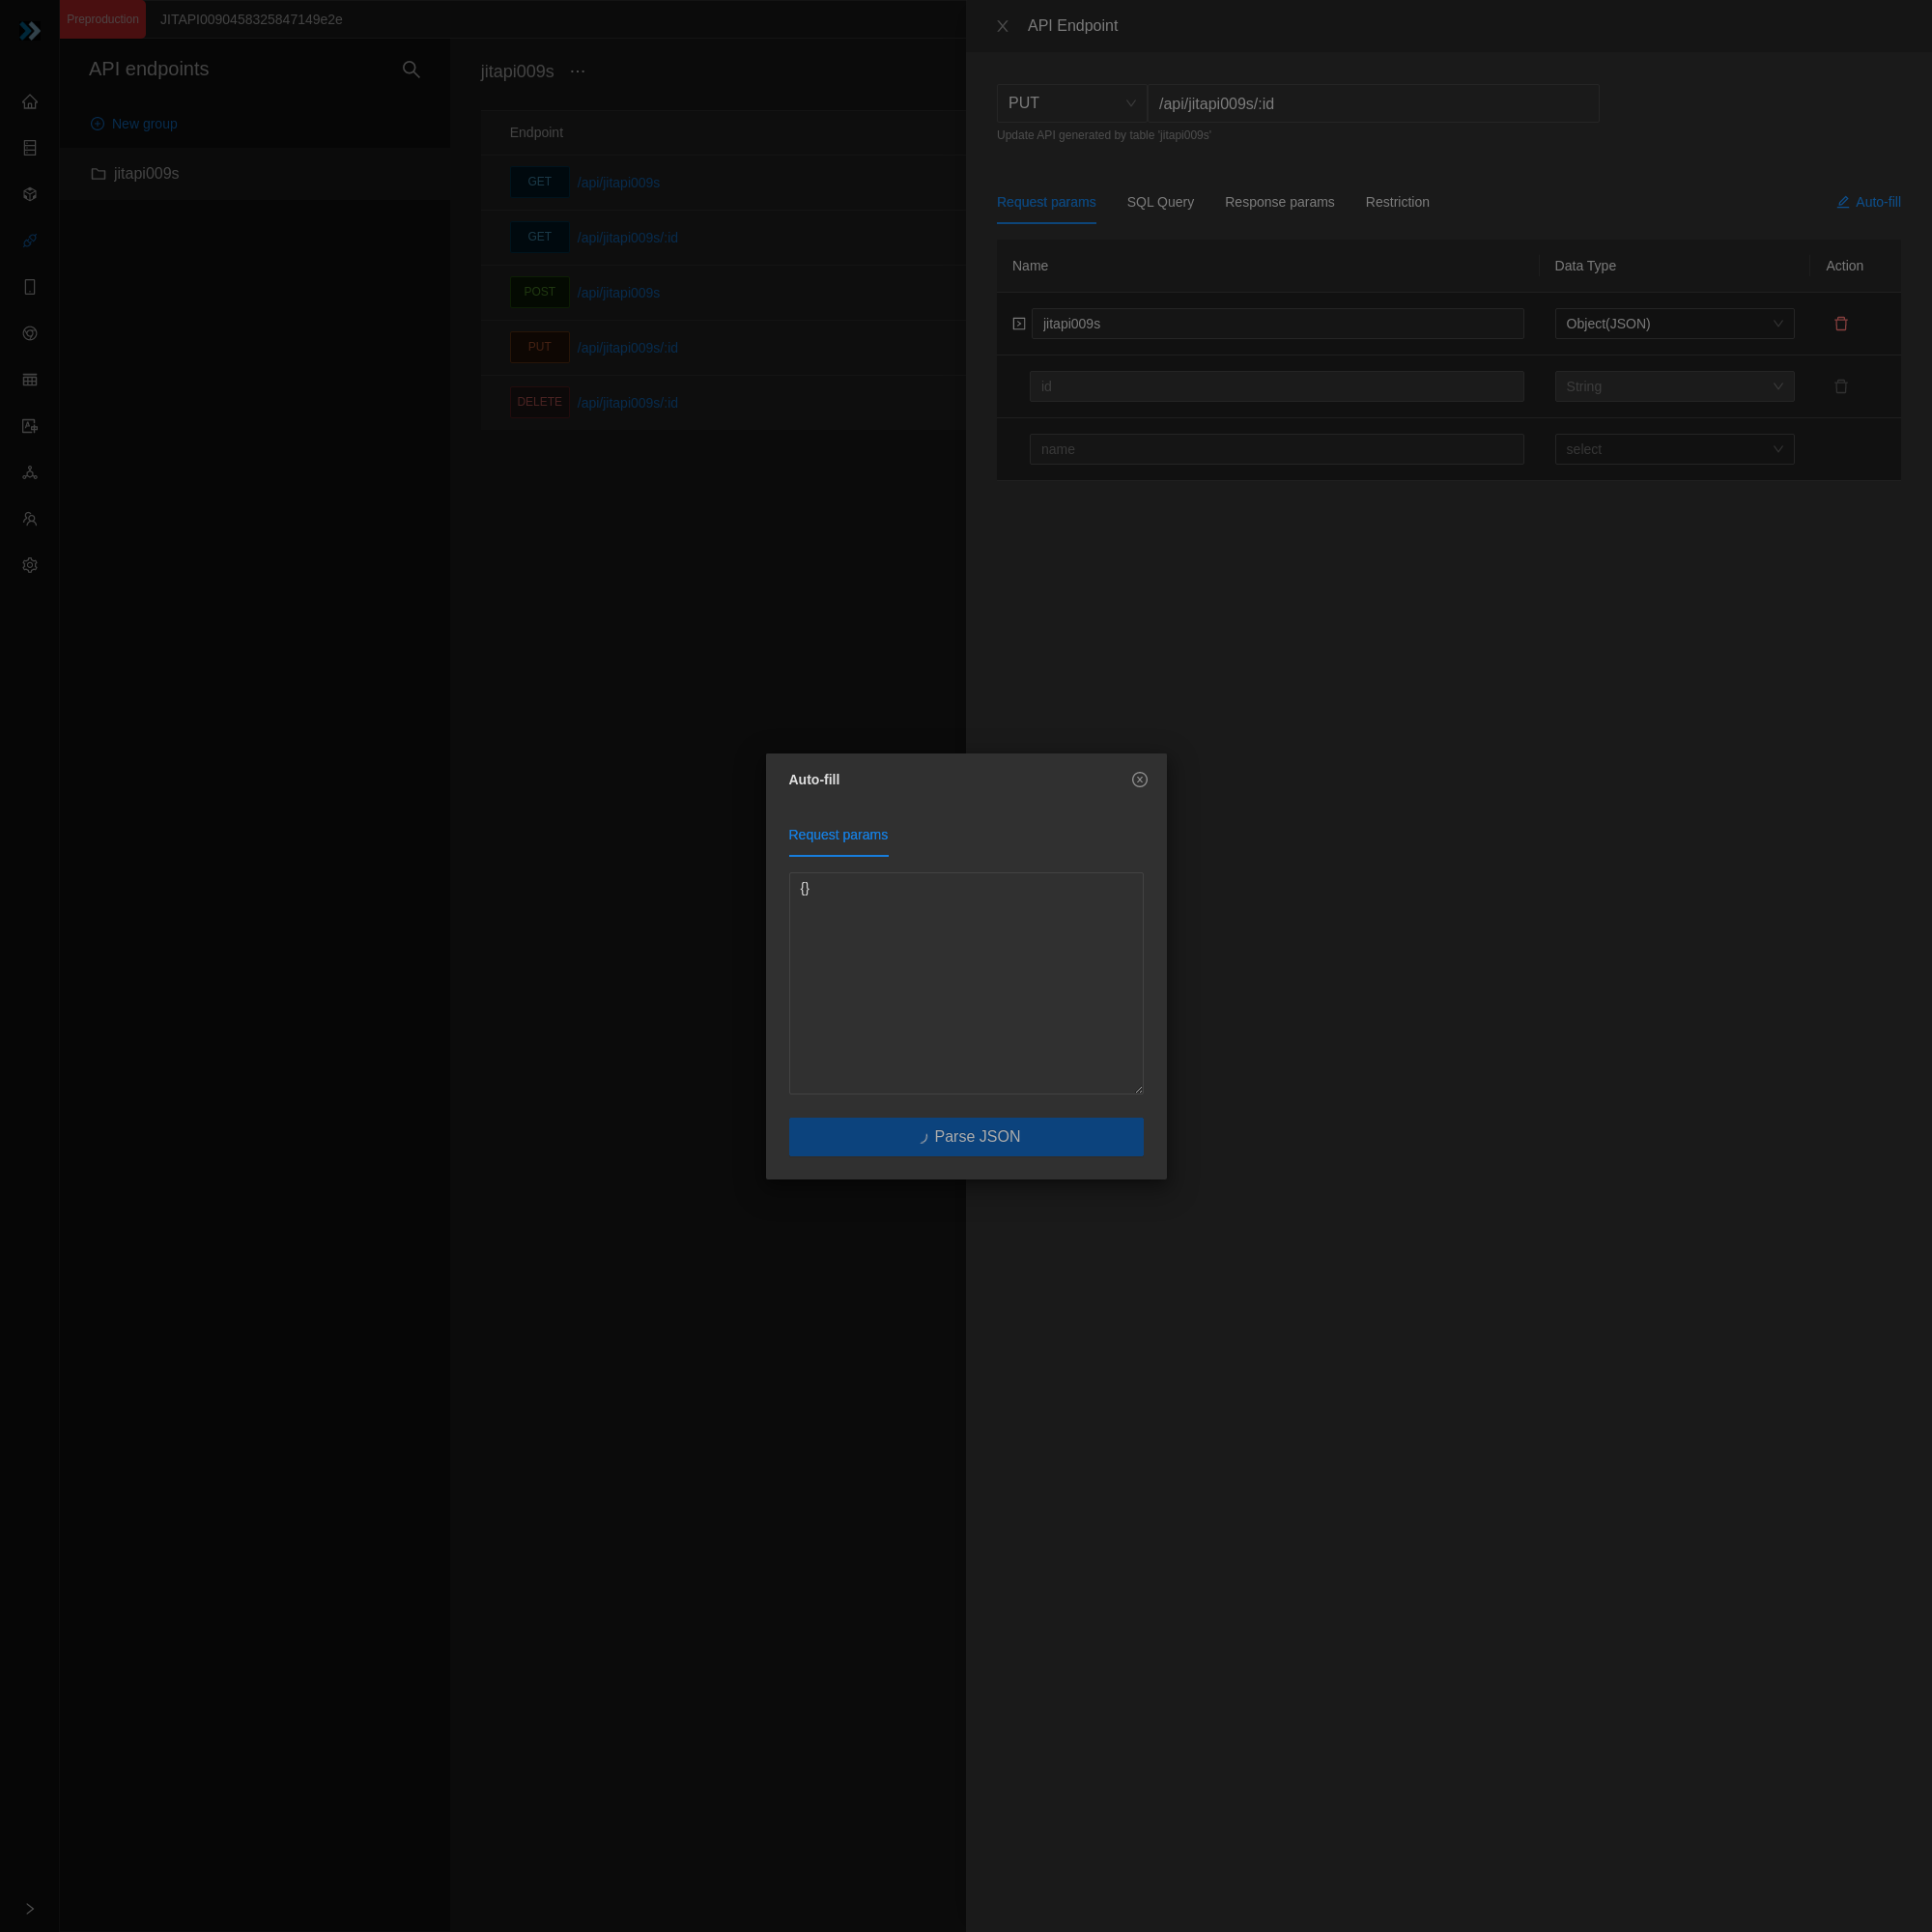 Preproduction
JITAPI0090458325847149e2e
API endpoints
New group
jitapi009s
jitapi009s
Endpoint
GET /api/jitapi009s
GET /api/jitapi009s/:id
POST /api/jitapi009s
PUT /api/jitapi009s/:id
DELETE /api/jitapi009s/:id
API Endpoint
PUT /api/jitapi009s/:id
Update API generated by table 'jitapi009s'
Request params SQL Query Response params Restriction Auto-fill
Name Data Type Action
jitapi009s Object(JSON)
id String
name select
Auto-fill
Request params
{}
Parse JSON